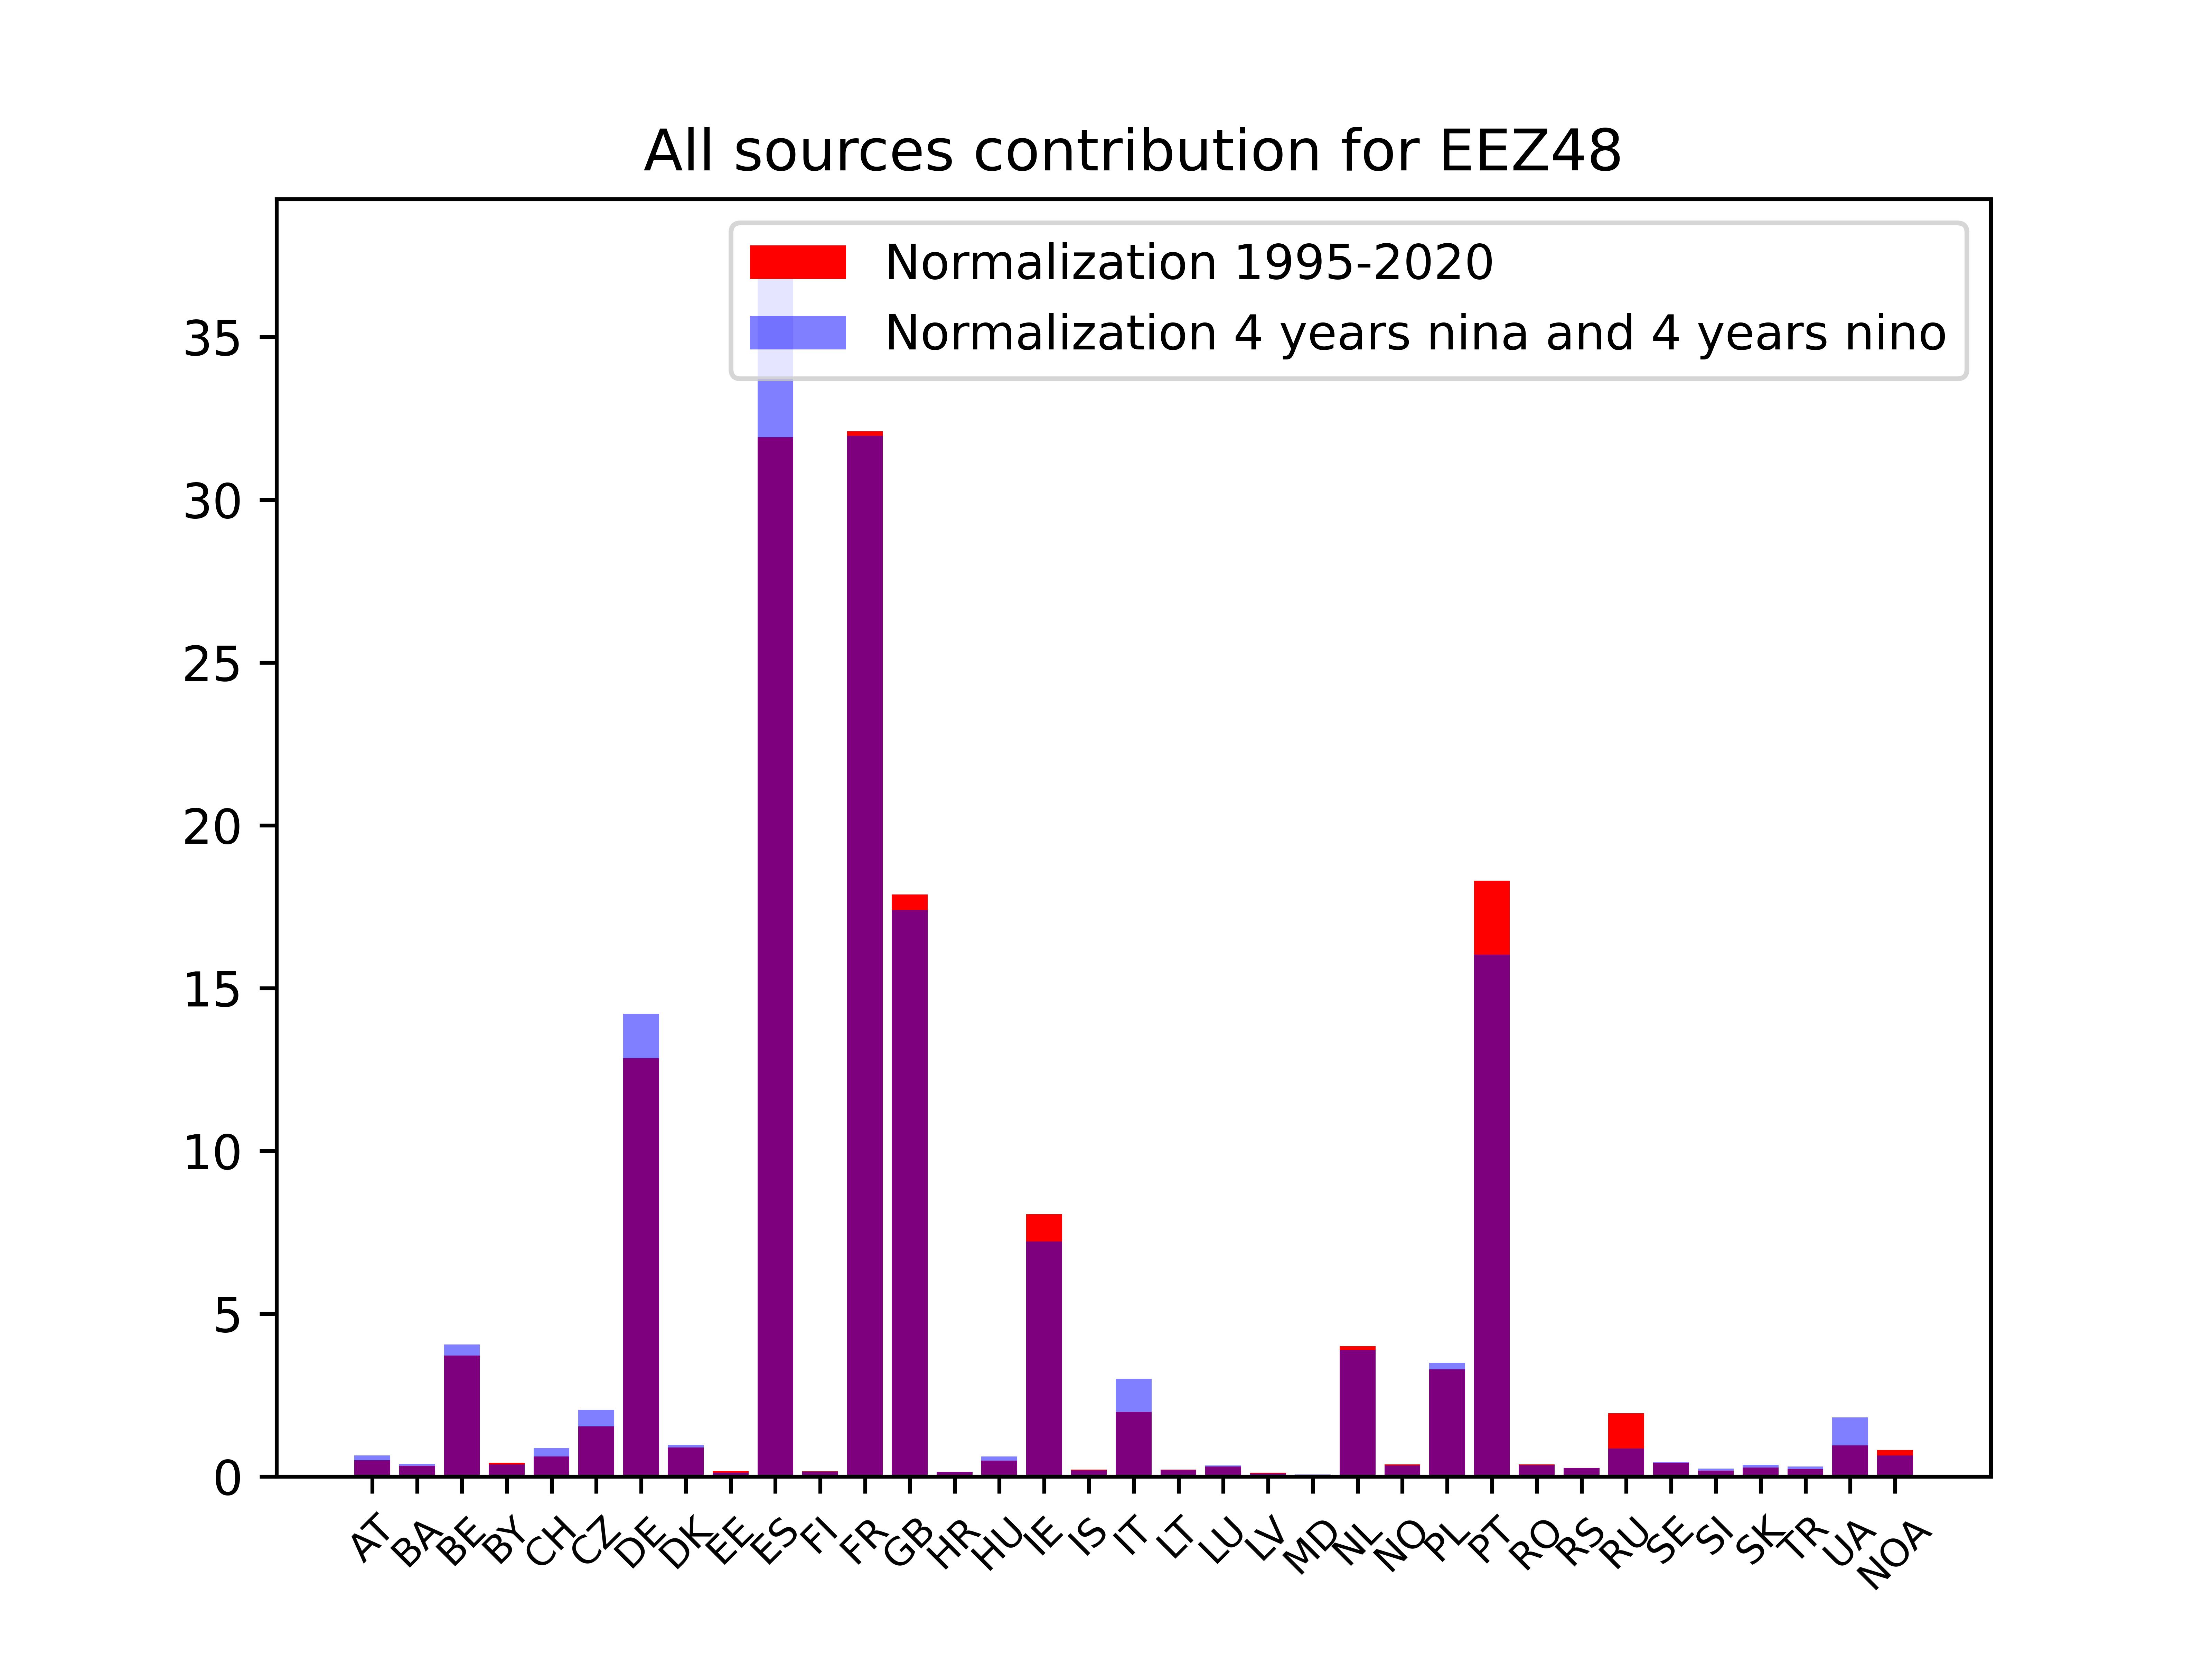 All sources contribution for EEZ48
Normalization 1995-2020
Normalization 4 years nina and 4 years nino
35
30
25
20
15
10
5
0
AT
BA
BE
BY
CH
CZ
DE
DK
EE
ES
FI
FR
GB
HR
HU
IE
IS
IT
LT
LU
LV
MD
NL
NO
PL
PT
RO
RS
RU
SE
SI
SK
TR
UA
NOA